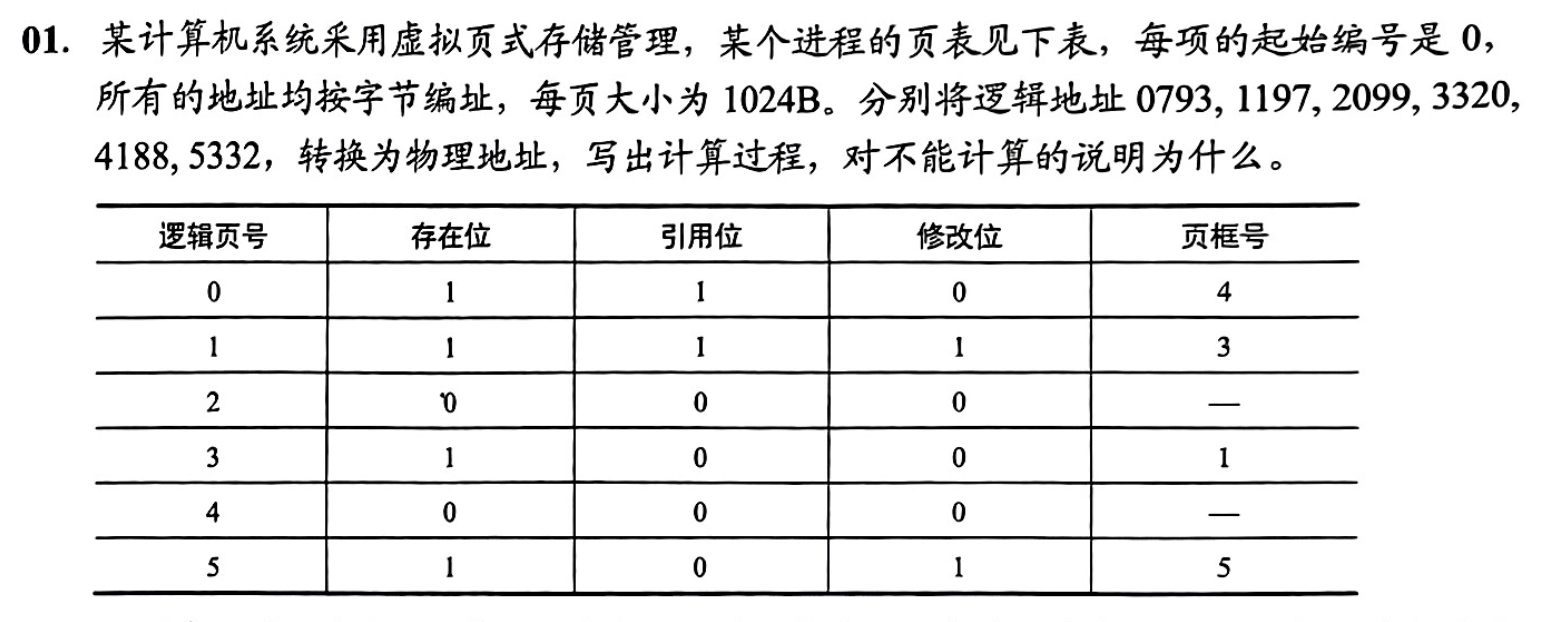 01. 某计算机系统采用虚拟页式存储管理，某个进程的页表见下表，每项的起始编号是 0，
所有的地址均按字节编址，每页大小为 1024B。分别将逻辑地址 0793, 1197, 2099, 3320,
4188, 5332，转换为物理地址，写出计算过程，对不能计算的说明为什么。
逻辑页号 存在位 引用位 修改位 页框号
0 1 1 0 4
1 1 1 1 3
2 0 0 0 —
3 1 0 0 1
4 0 0 0 —
5 1 0 1 5